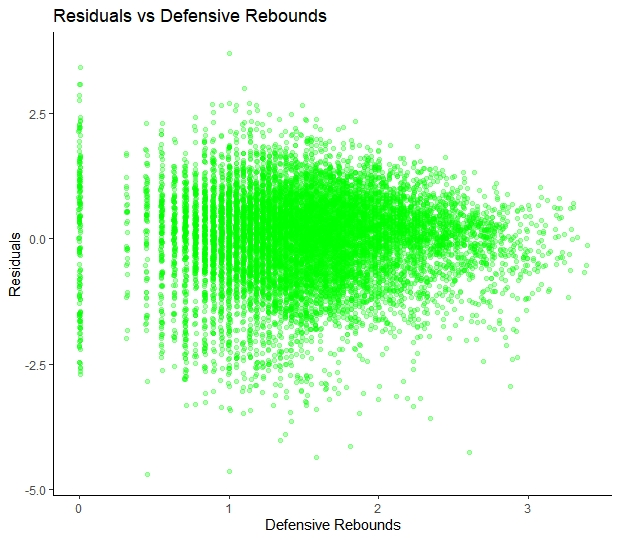 Residuals vs Defensive Rebounds
2.5
0.0
-2.5
-5.0
Residuals
0 1 2 3
Defensive Rebounds